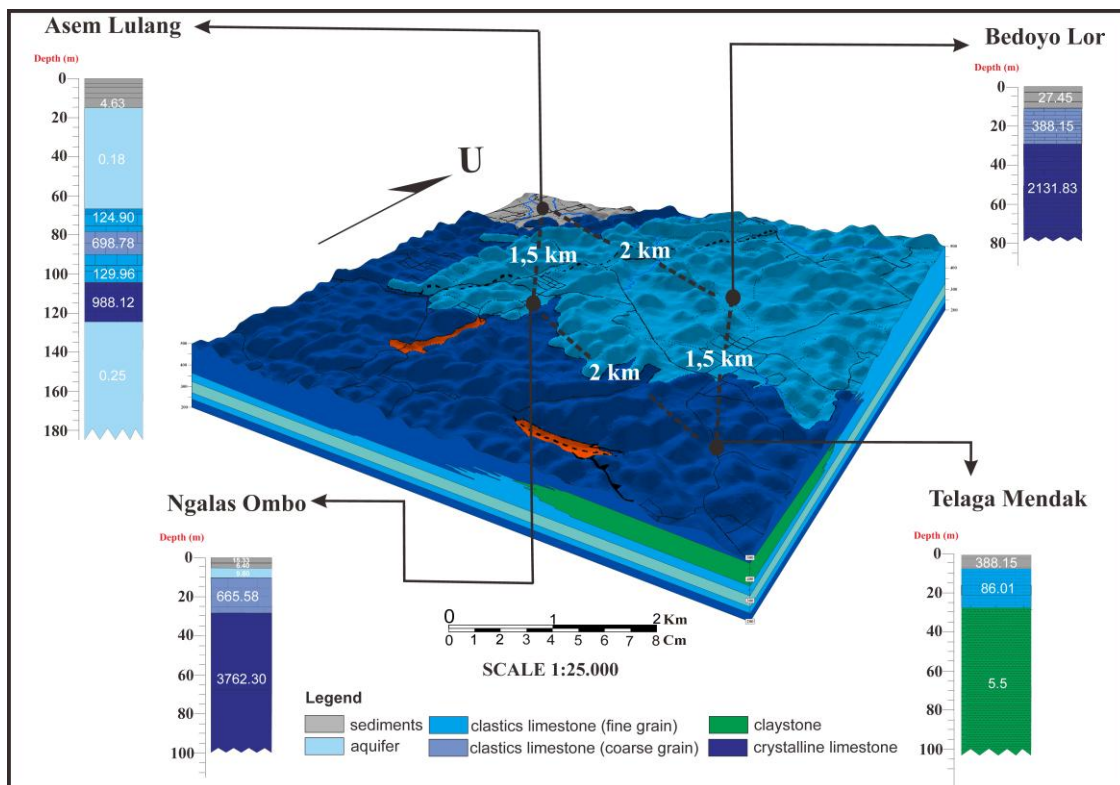 Asem Lulang
Depth (m)
0
20
40
60
80
100
120
140
160
180
4.63
0.18
124.90
698.78
129.96
988.12
0.25
Bedoyo Lor
Depth (m)
0
20
40
60
80
27.45
388.15
2131.83
U
1,5 km
2 km
2 km
1,5 km
Ngalas Ombo
Depth (m)
0
20
40
60
80
100
665.58
3762.30
Telaga Mendak
Depth (m)
0
20
40
60
80
100
388.15
86.01
5.5
0 1 2 Km
0 1 2 3 4 5 6 7 8 Cm
SCALE 1:25.000
Legend
sediments
aquifer
clastics limestone (fine grain)
clastics limestone (coarse grain)
claystone
crystalline limestone